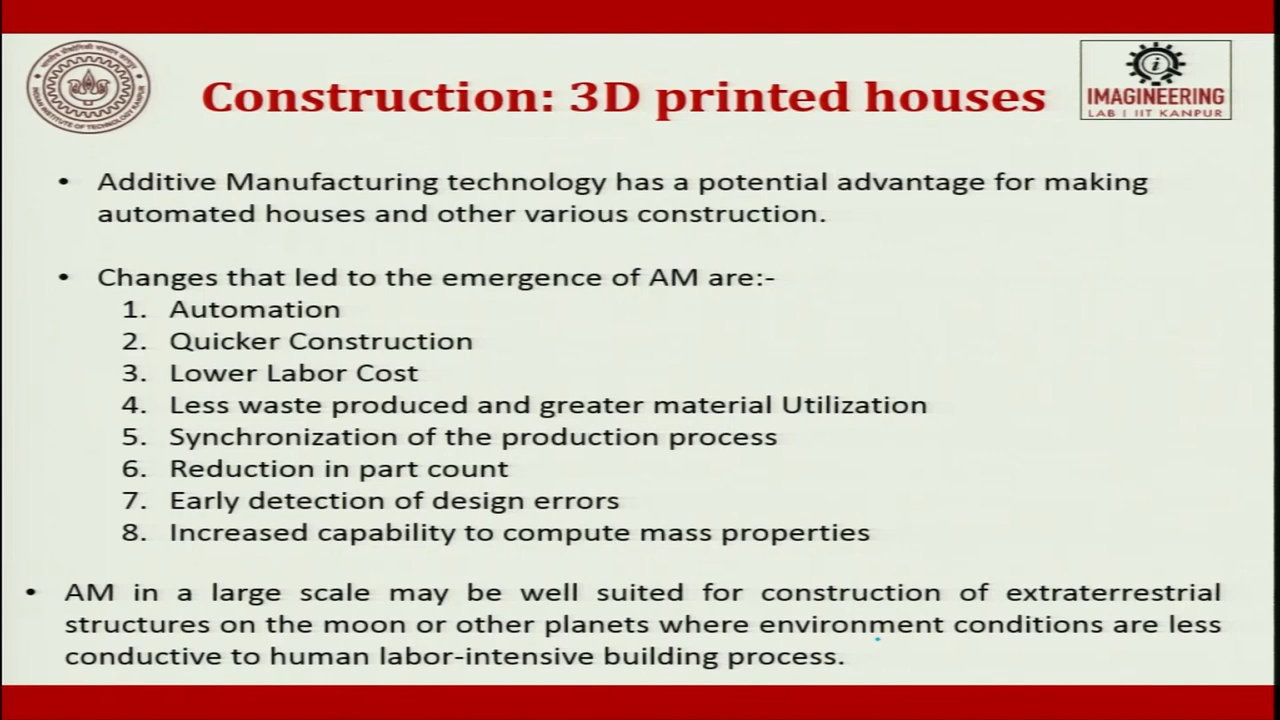 Construction: 3D printed houses
i
IMAGINEERING
LAB | IIT KANPUR
INDIAN INSTITUTE OF TECHNOLOGY KANPUR
• Additive Manufacturing technology has a potential advantage for making
automated houses and other various construction.
• Changes that led to the emergence of AM are:-
1. Automation
2. Quicker Construction
3. Lower Labor Cost
4. Less waste produced and greater material Utilization
5. Synchronization of the production process
6. Reduction in part count
7. Early detection of design errors
8. Increased capability to compute mass properties
• AM in a large scale may be well suited for construction of extraterrestrial
structures on the moon or other planets where environment conditions are less
conductive to human labor-intensive building process.